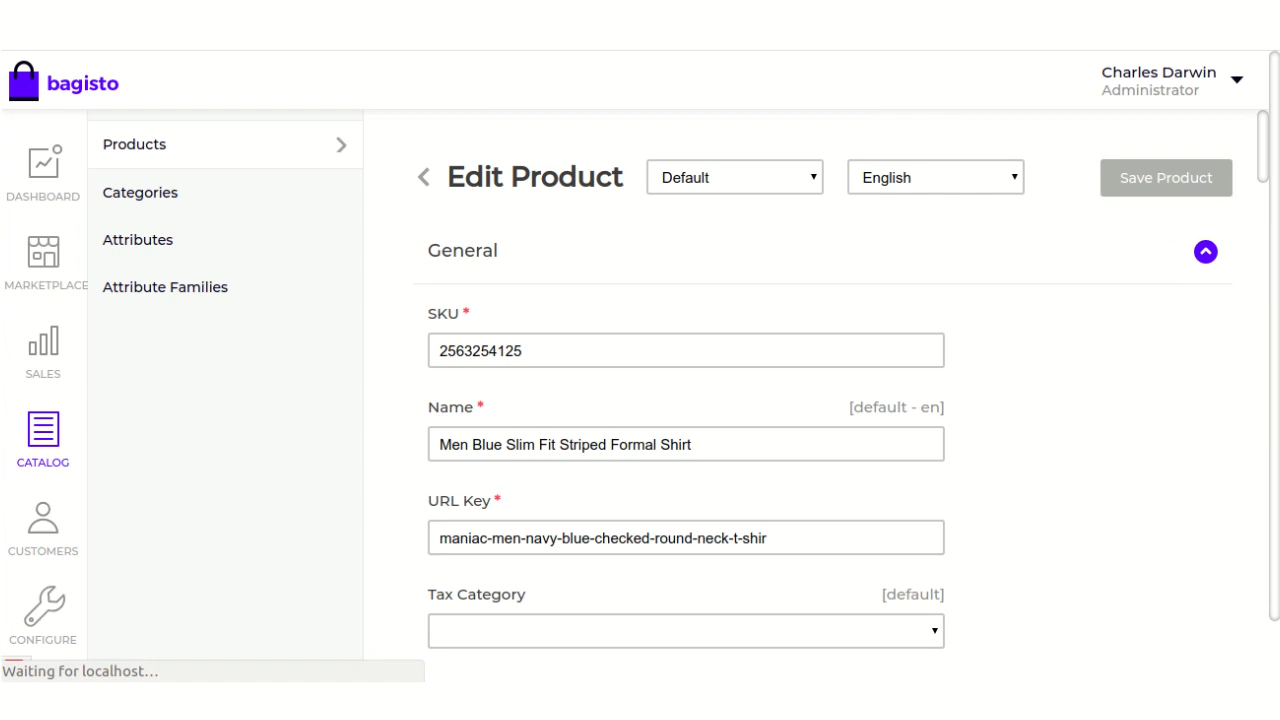 bagisto
Charles Darwin
Administrator
DASHBOARD
MARKETPLACE
SALES
CATALOG
CUSTOMERS
CONFIGURE
Products
Categories
Attributes
Attribute Families
Edit Product
Default
English
Save Product
General
SKU *
2563254125
Name * [default - en]
Men Blue Slim Fit Striped Formal Shirt
URL Key *
maniac-men-navy-blue-checked-round-neck-t-shir
Tax Category [default]
Waiting for localhost...